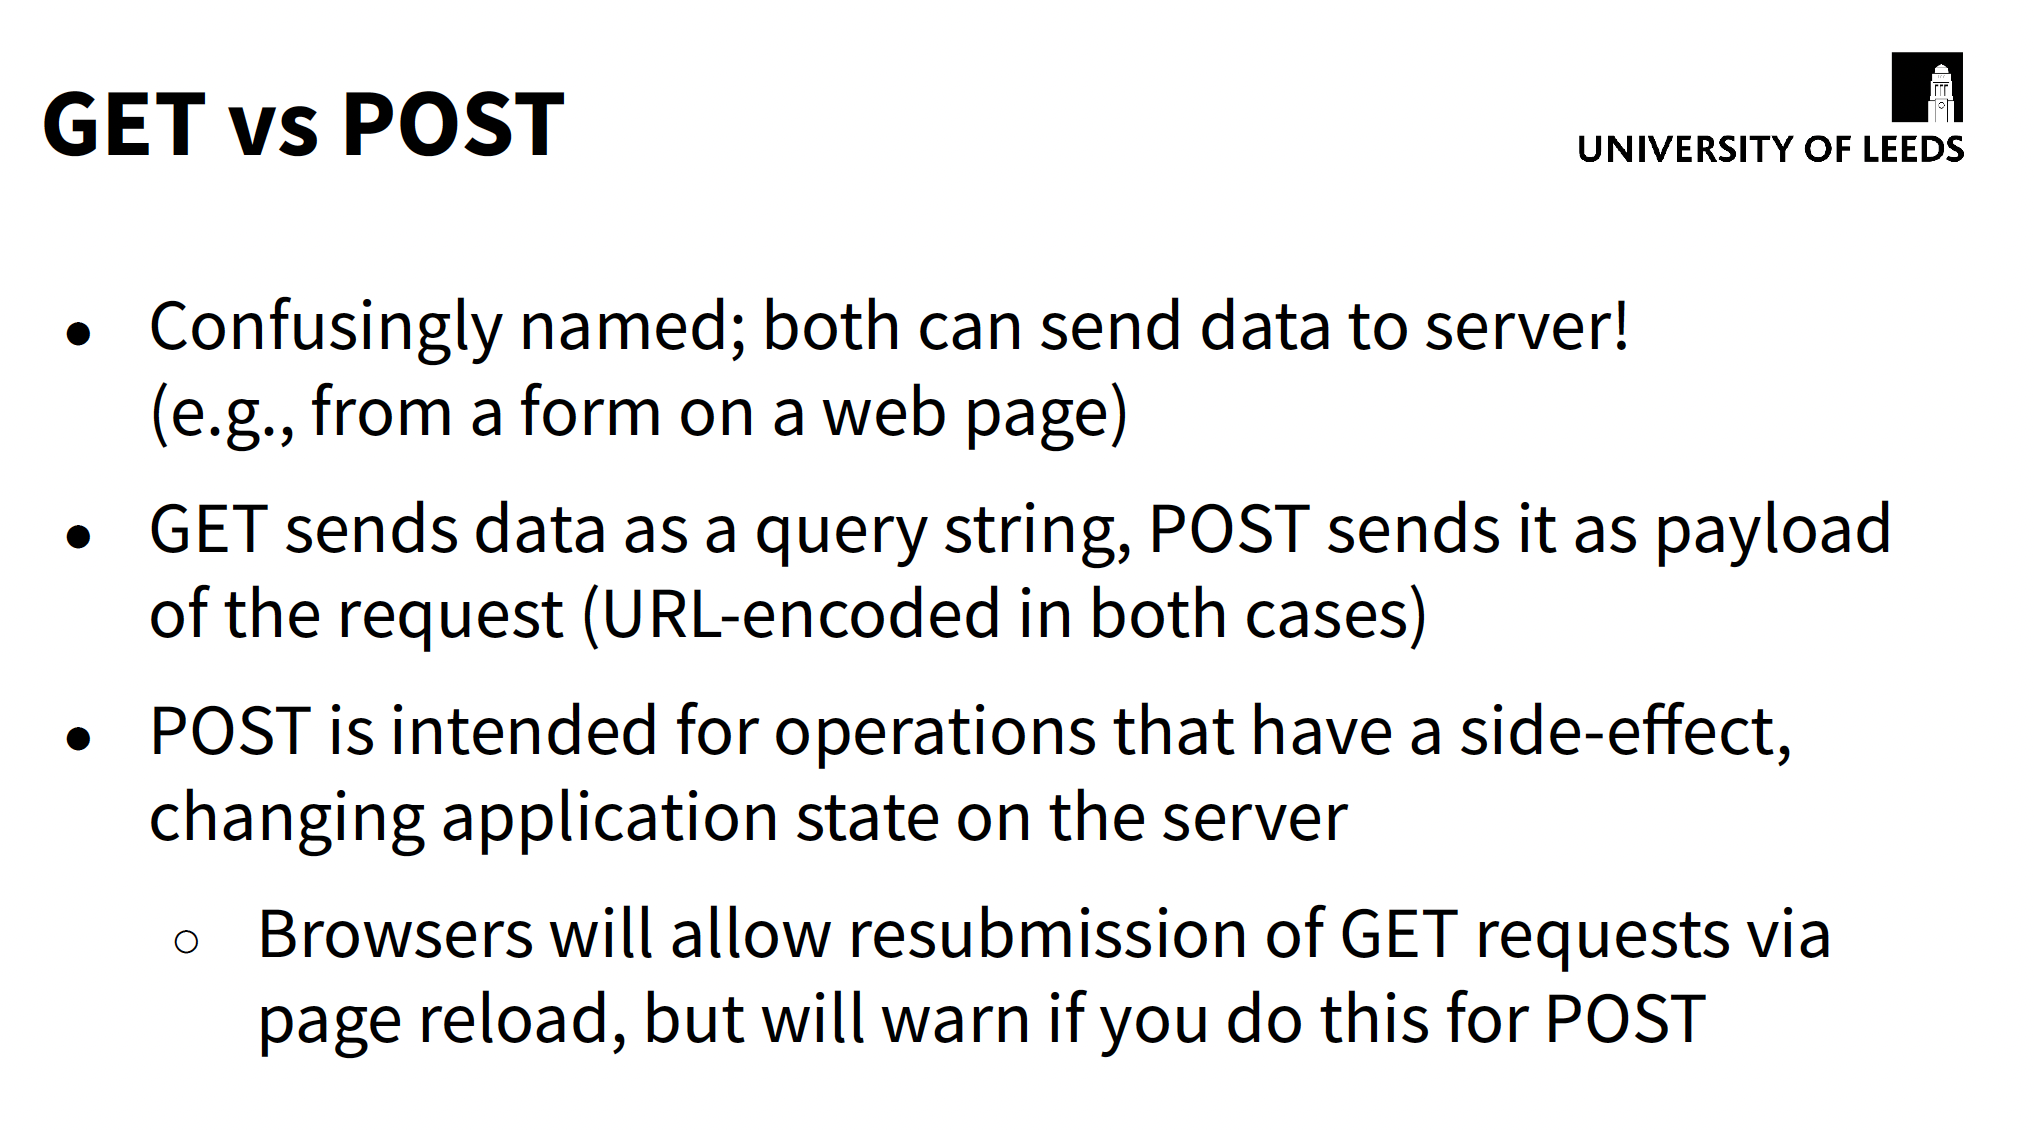 GET vs POST
UNIVERSITY OF LEEDS
● Confusingly named; both can send data to server!
(e.g., from a form on a web page)
● GET sends data as a query string, POST sends it as payload
of the request (URL-encoded in both cases)
● POST is intended for operations that have a side-effect,
changing application state on the server
○ Browsers will allow resubmission of GET requests via
page reload, but will warn if you do this for POST